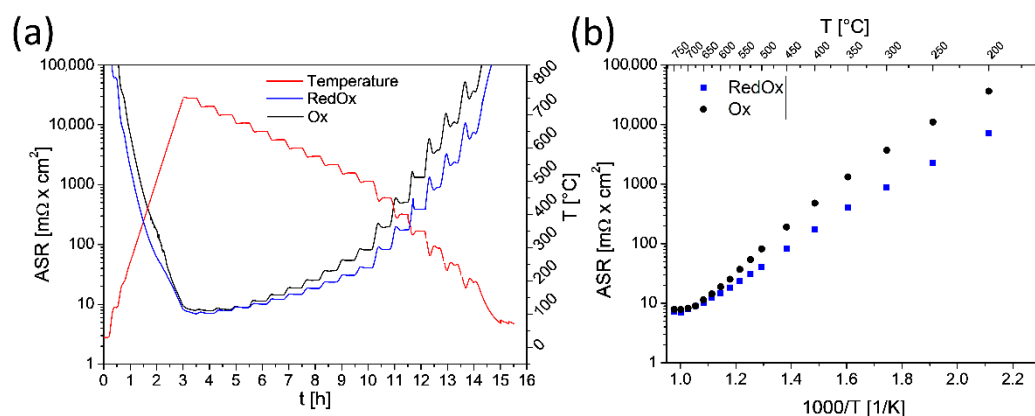 (a)
ASR [mΩ x cm²]
100,000
10,000
1000
100
10
1
Temperature
RedOx
Ox
800
700
600
500
400
300
200
100
0
T [°C]
0 1 2 3 4 5 6 7 8 9 10 11 12 13 14 15 16
t [h]
(b)
T [°C]
750 700 650 600 550 500 450 400 350 300 250 200
ASR [mΩ x cm²]
100,000
10,000
1000
100
10
1
RedOx
Ox
1.0 1.2 1.4 1.6 1.8 2.0 2.2
1000/T [1/K]